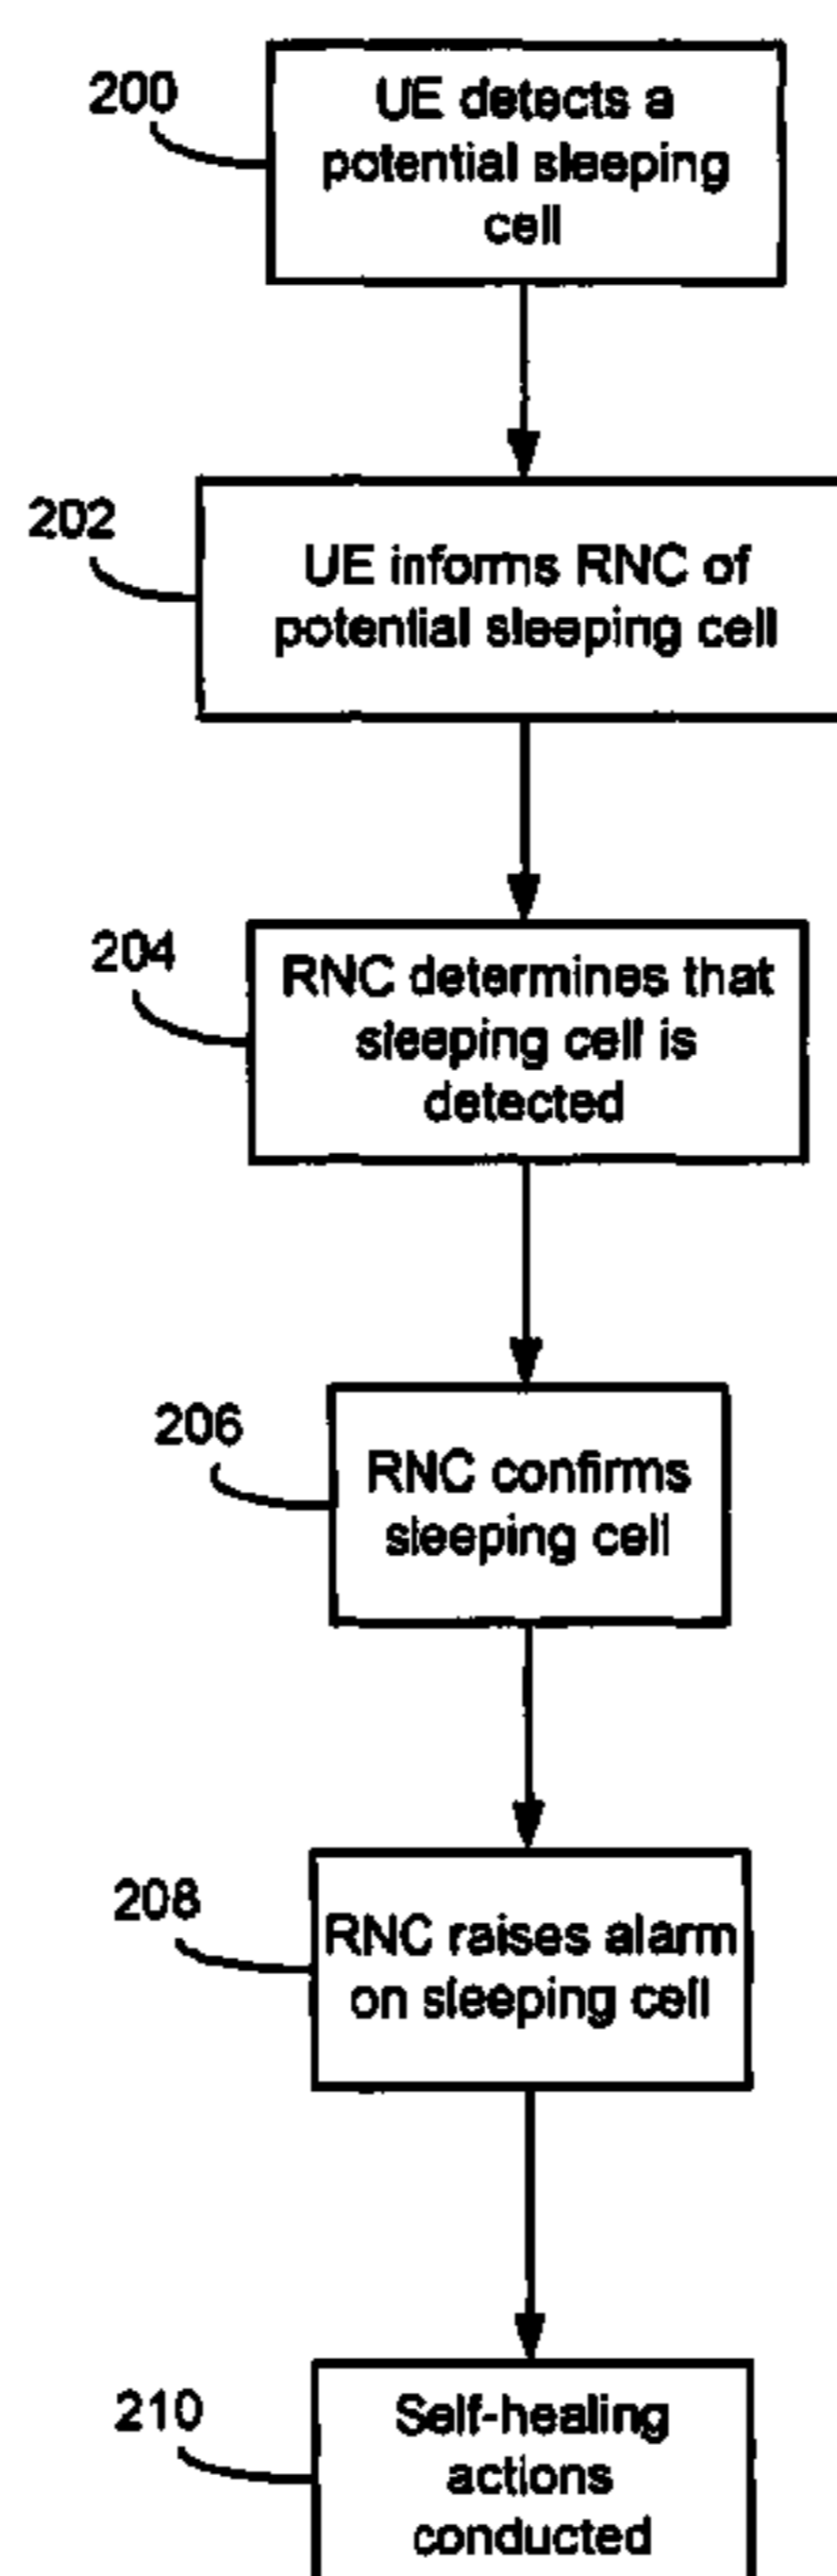 200
UE detects a
potential sleeping
cell
202
UE informs RNC of
potential sleeping cell
204
RNC determines that
sleeping cell is
detected
206
RNC confirms
sleeping cell
208
RNC raises alarm
on sleeping cell
210
Self-healing
actions
conducted